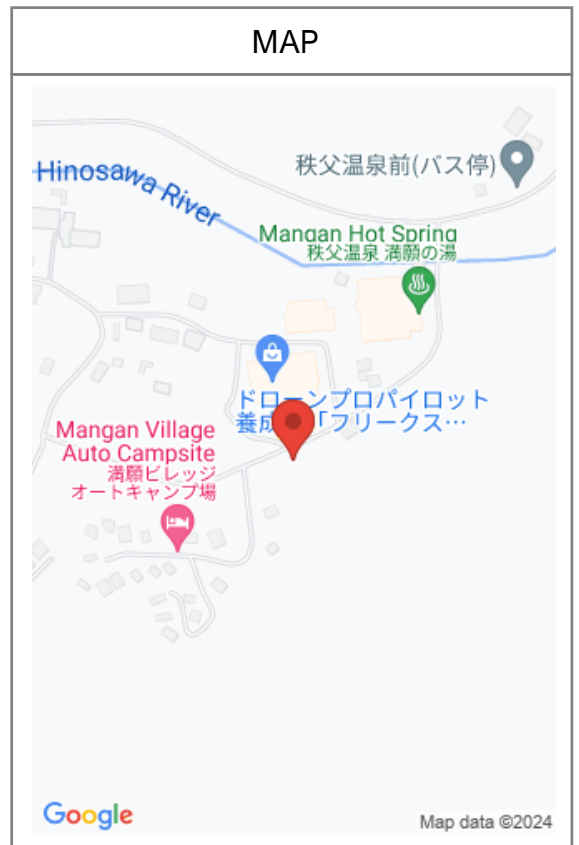 MAP
Hinosawa River
秩父温泉前(バス停)
Mangan Hot Spring
秩父温泉 満願の湯
ドローンプロパイロット
養成 「フリークス…
Mangan Village
Auto Campsite
満願ビレッジ
オートキャンプ場
Google
Map data ©2024